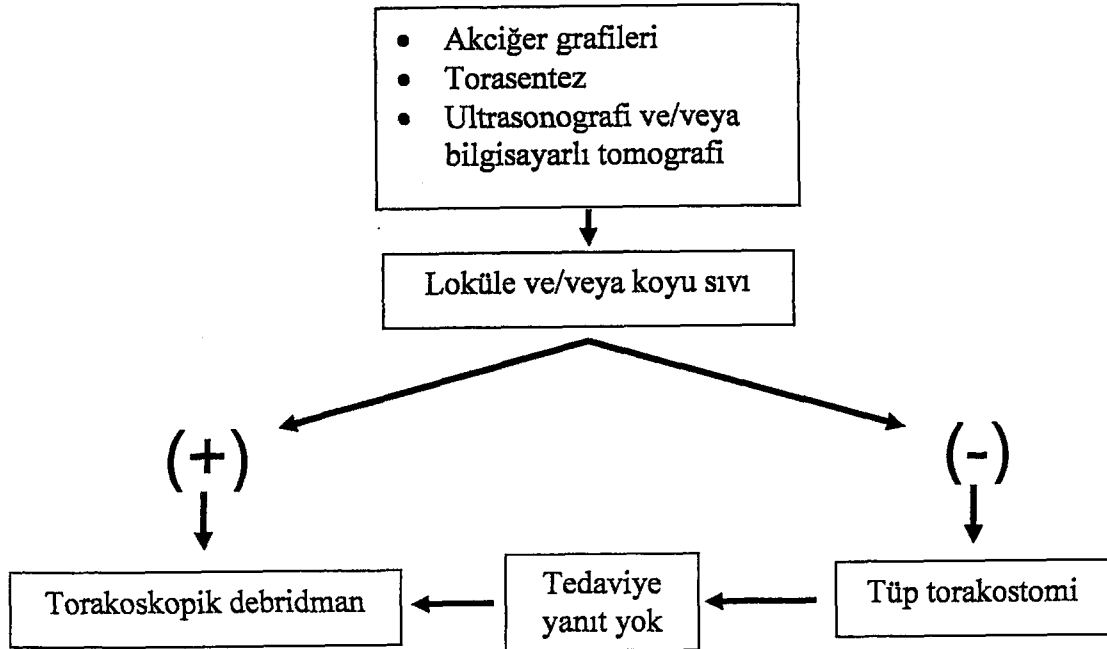 • Akciğer grafileri
• Torasentez
• Ultrasonografi ve/veya
bilgisayarlı tomografi
Loküle ve/veya koyu sıvı
(+)
(-)
Torakoskopik debridman
Tedaviye
yanıt yok
Tüp torakostomi